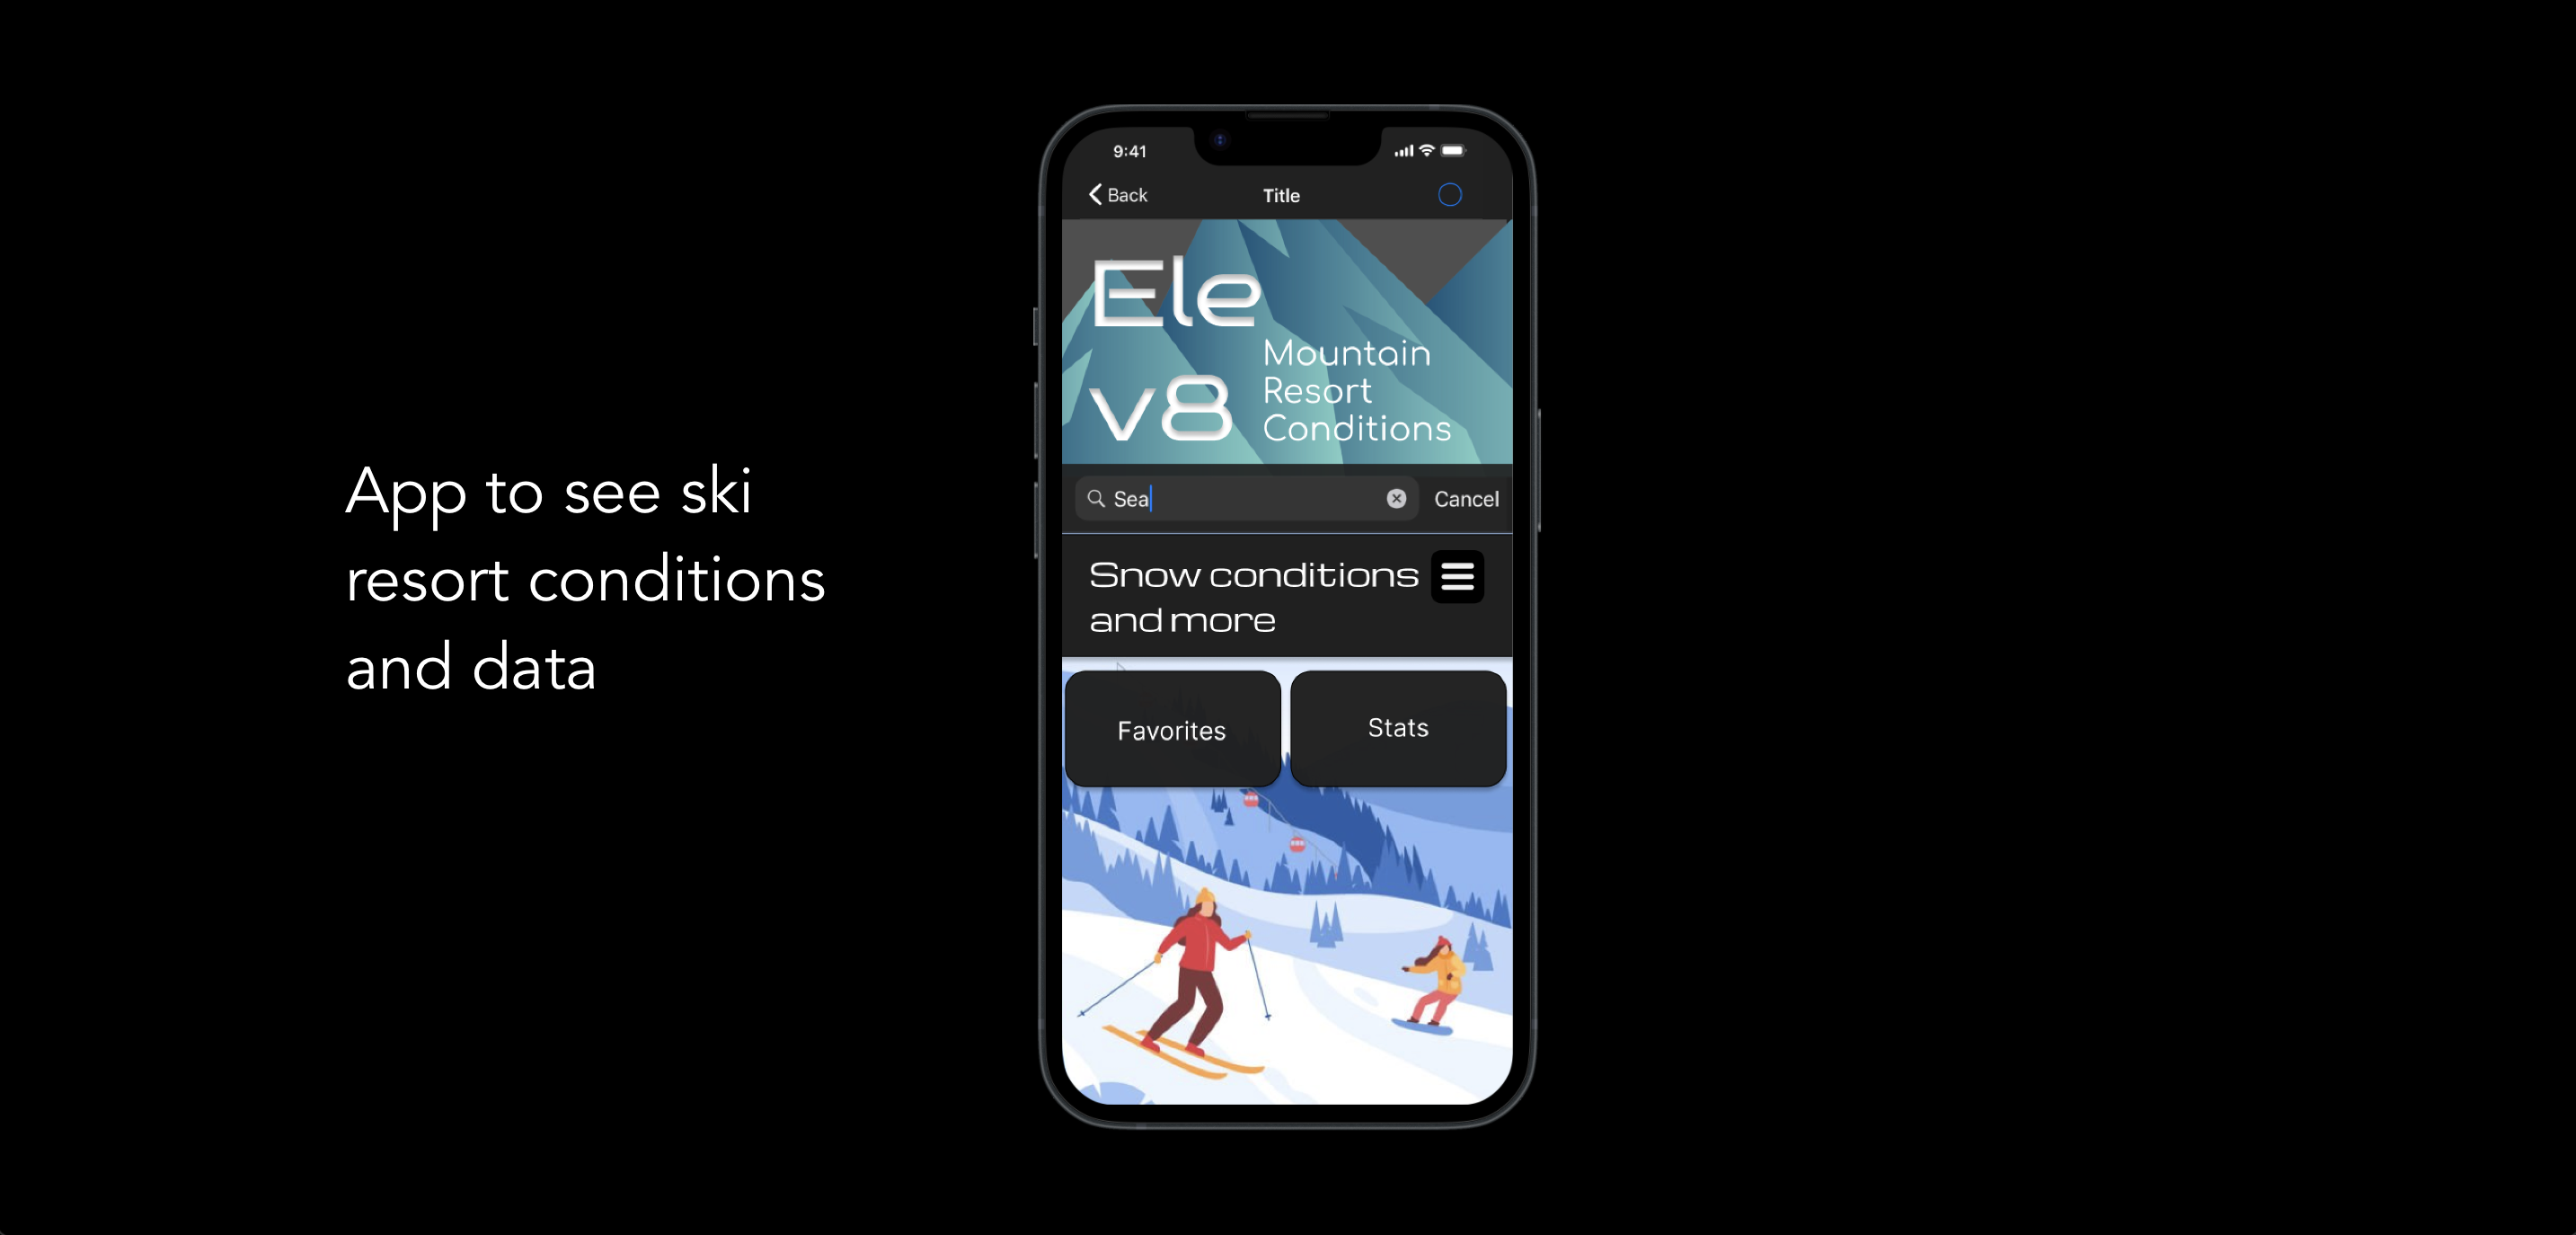 App to see ski
resort conditions
and data
9:41
Back
Title
Ele
v8
Mountain
Resort
Conditions
Sea
Cancel
Snow conditions
and more
Favorites
Stats